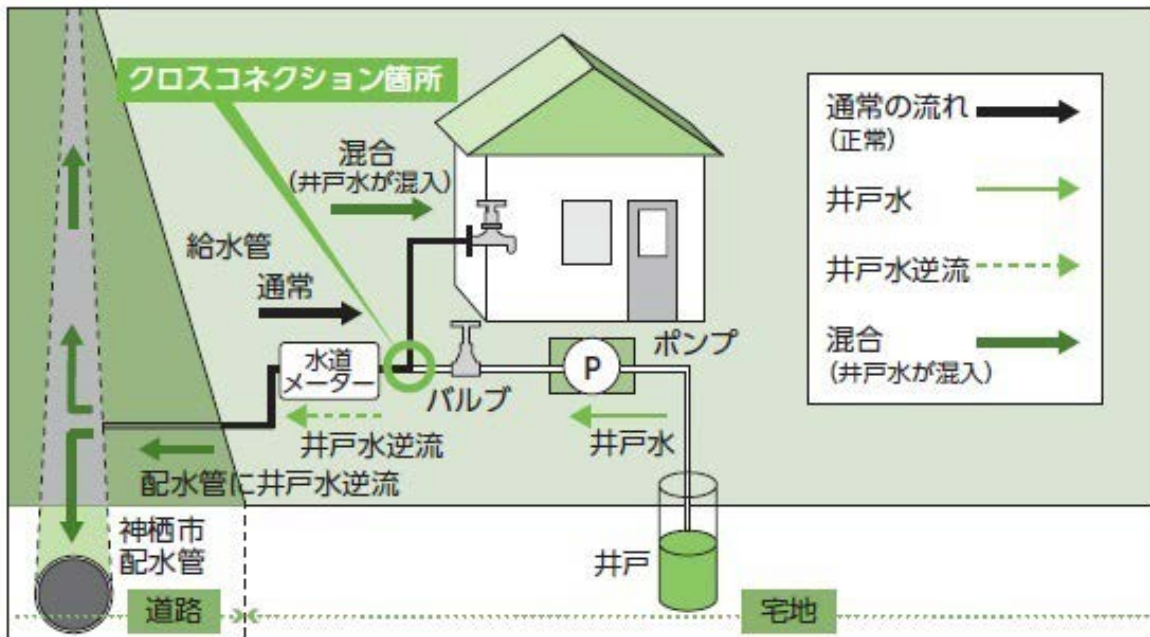 クロスコネクション箇所
混合
(井戸水が混入)
給水管
通常
水道
メーター
バルブ
ポンプ
P
井戸水逆流
井戸水
配水管に井戸水逆流
神栖市
配水管
井戸
道路
宅地
通常の流れ
(正常)
井戸水
井戸水逆流
混合
(井戸水が混入)